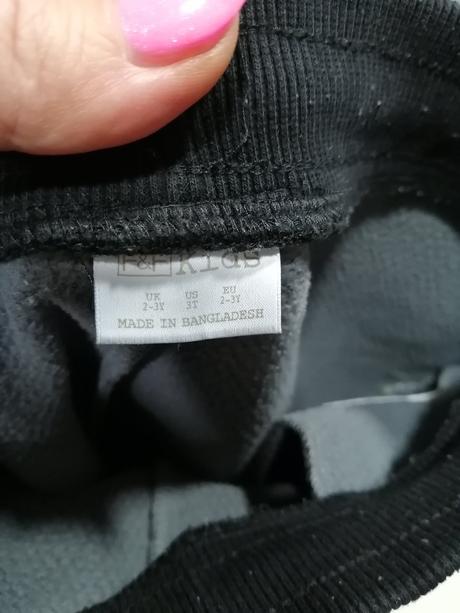 F&F kids
UK US EU
2-3Y 3T 2-3Y
MADE IN BANGLADESH